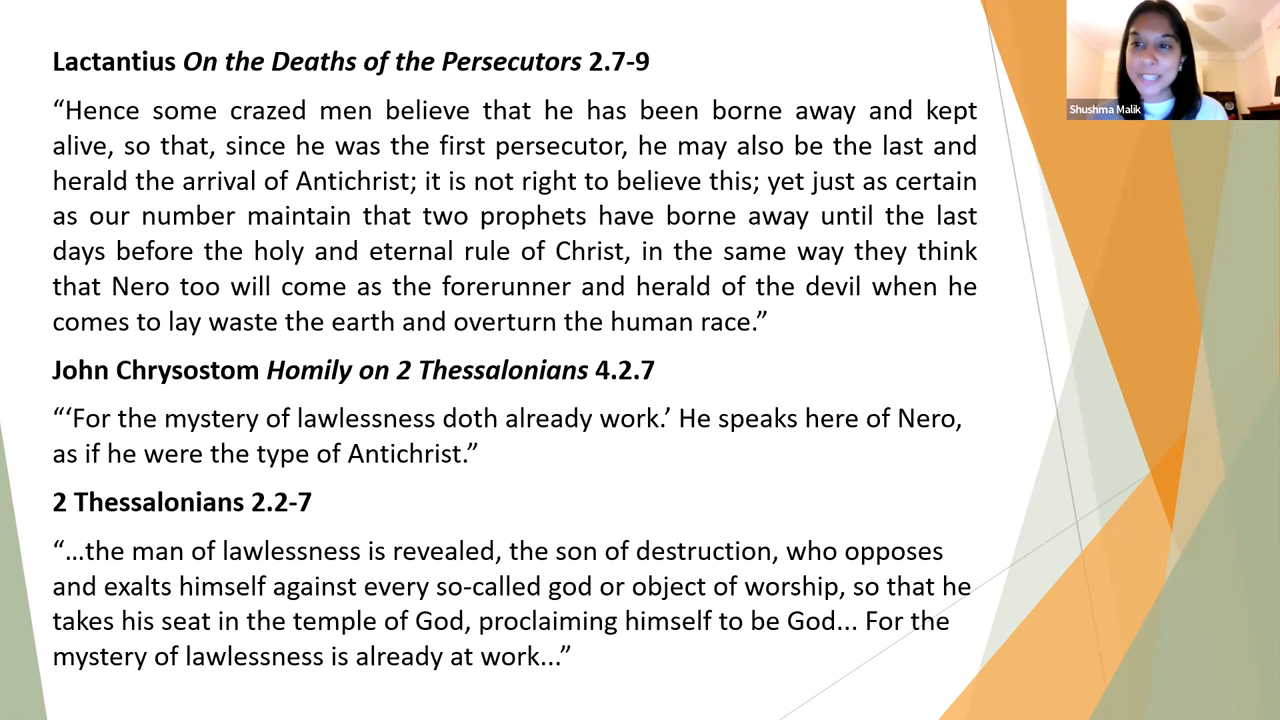 Lactantius On the Deaths of the Persecutors 2.7-9
“Hence some crazed men believe that he has been borne away and kept
alive, so that, since he was the first persecutor, he may also be the last and
herald the arrival of Antichrist; it is not right to believe this; yet just as certain
as our number maintain that two prophets have borne away until the last
days before the holy and eternal rule of Christ, in the same way they think
that Nero too will come as the forerunner and herald of the devil when he
comes to lay waste the earth and overturn the human race.”
John Chrysostom Homily on 2 Thessalonians 4.2.7
“‘For the mystery of lawlessness doth already work.’ He speaks here of Nero,
as if he were the type of Antichrist.”
2 Thessalonians 2.2-7
“…the man of lawlessness is revealed, the son of destruction, who opposes
and exalts himself against every so-called god or object of worship, so that he
takes his seat in the temple of God, proclaiming himself to be God... For the
mystery of lawlessness is already at work...”
Shushma Malik